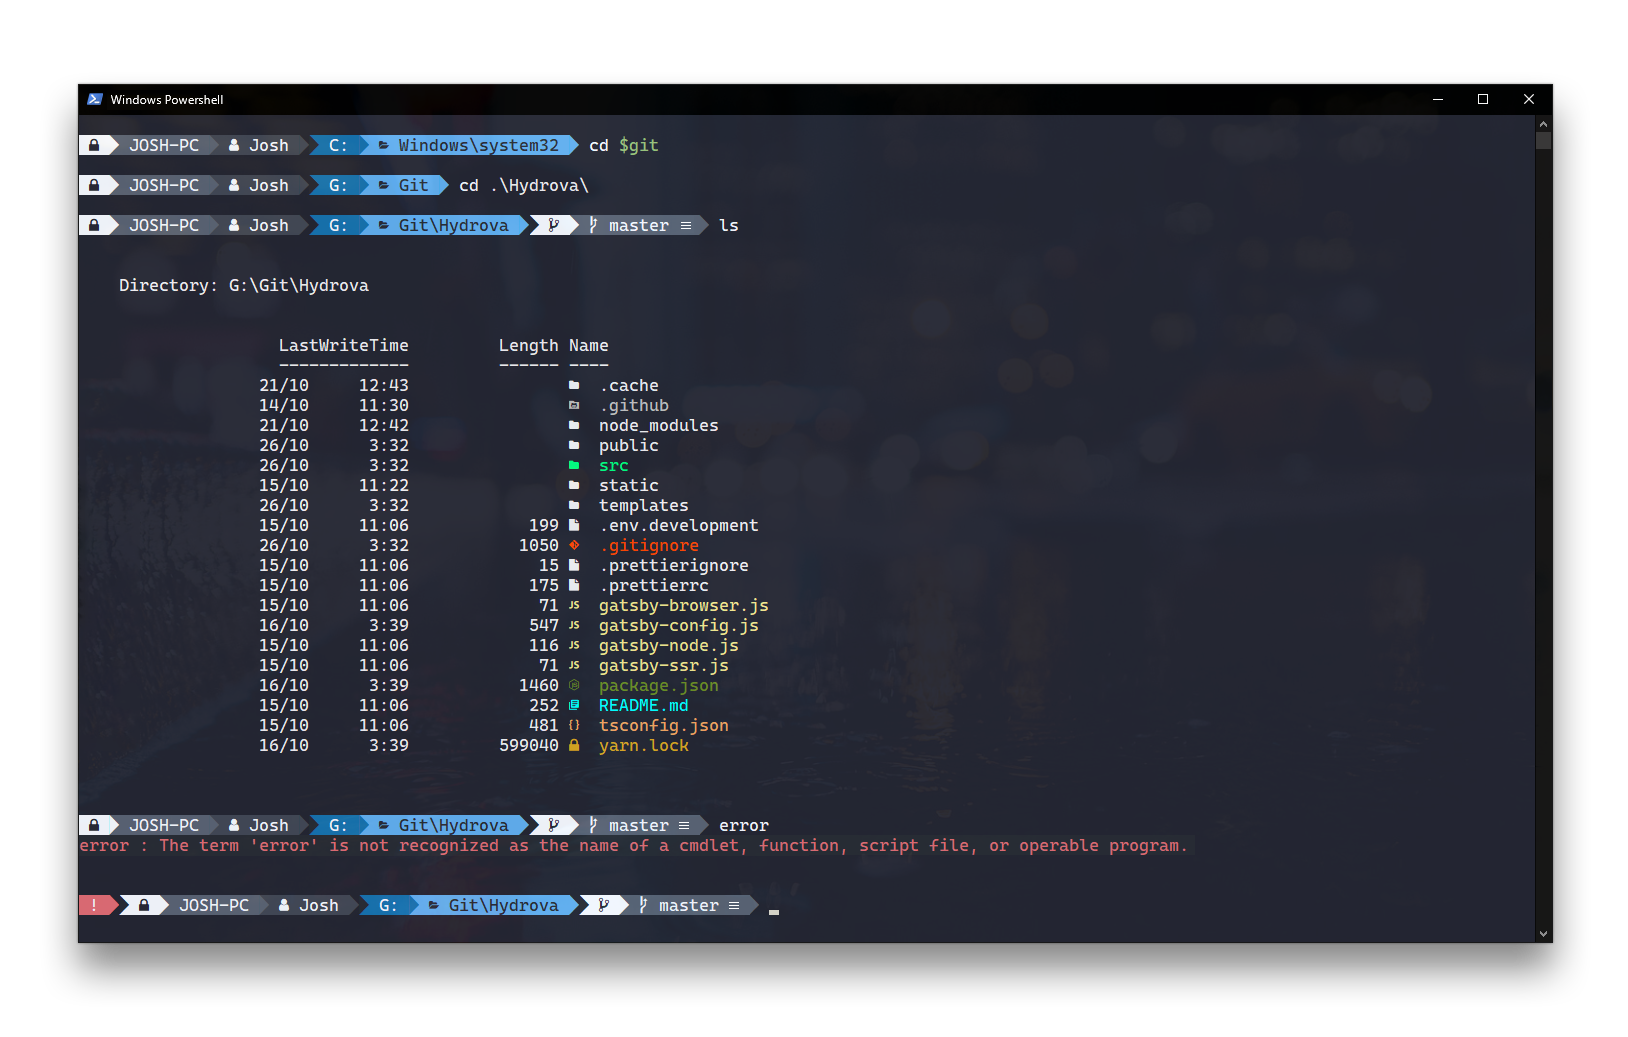 Windows Powershell
JOSH-PC Josh C: Windows\system32 cd $git
JOSH-PC Josh G: Git cd .\Hydrova\
JOSH-PC Josh G: Git\Hydrova master ≡ ls
Directory: G:\Git\Hydrova
LastWriteTime Length Name
------------- ------ ----
21/10 12:43 .cache
14/10 11:30 .github
21/10 12:42 node_modules
26/10 3:32 public
26/10 3:32 src
15/10 11:22 static
26/10 3:32 templates
15/10 11:06 199 .env.development
26/10 3:32 1050 .gitignore
15/10 11:06 15 .prettierignore
15/10 11:06 175 .prettierrc
15/10 11:06 71 JS gatsby-browser.js
16/10 3:39 547 JS gatsby-config.js
15/10 11:06 116 JS gatsby-node.js
15/10 11:06 71 JS gatsby-ssr.js
16/10 3:39 1460 package.json
15/10 11:06 252 README.md
15/10 11:06 481 {} tsconfig.json
16/10 3:39 599040 yarn.lock
JOSH-PC Josh G: Git\Hydrova master ≡ error
error : The term 'error' is not recognized as the name of a cmdlet, function, script file, or operable program.
! JOSH-PC Josh G: Git\Hydrova master ≡ _